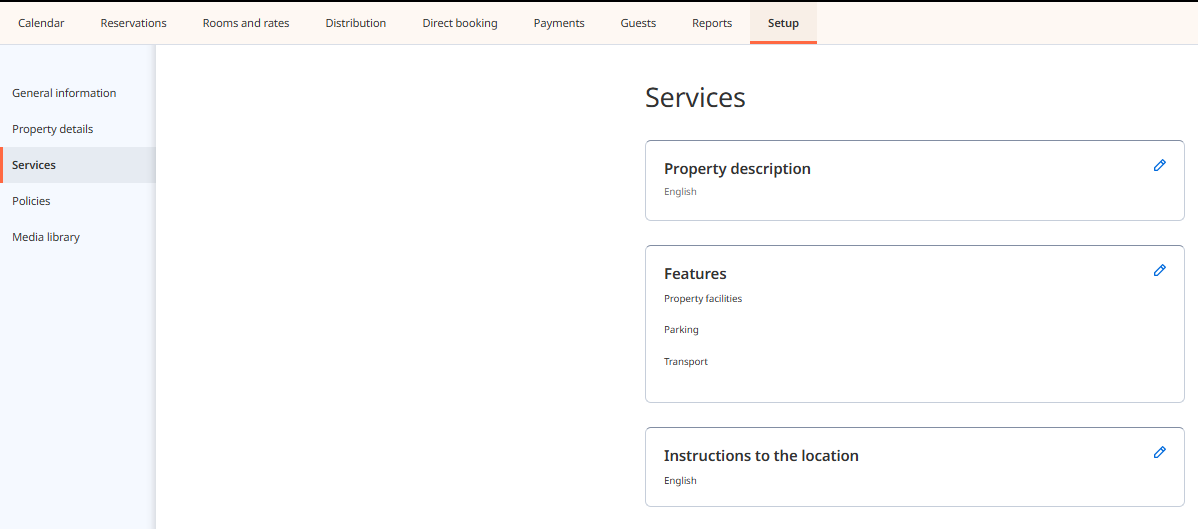 Calendar Reservations Rooms and rates Distribution Direct booking Payments Guests Reports Setup
General information
Property details
Services
Policies
Media library
Services
Property description
English
Features
Property facilities
Parking
Transport
Instructions to the location
English